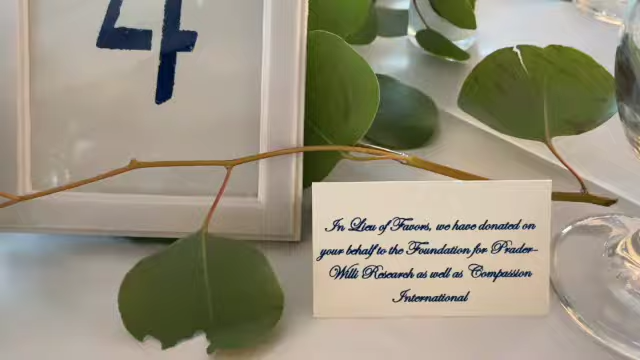 4
In Lieu of Favors, we have donated on
your behalf to the Foundation for Prader-
Willi Research as well as Compassion
International